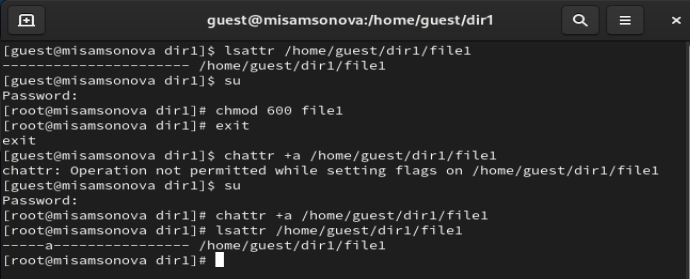 guest@misamsonova:/home/guest/dir1
[guest@misamsonova dir1]$ lsattr /home/guest/dir1/file1
---------------------- /home/guest/dir1/file1
[guest@misamsonova dir1]$ su
Password:
[root@misamsonova dir1]# chmod 600 file1
[root@misamsonova dir1]# exit
exit
[guest@misamsonova dir1]$ chattr +a /home/guest/dir1/file1
chattr: Operation not permitted while setting flags on /home/guest/dir1/file1
[guest@misamsonova dir1]$ su
Password:
[root@misamsonova dir1]# chattr +a /home/guest/dir1/file1
[root@misamsonova dir1]# lsattr /home/guest/dir1/file1
-----a---------------- /home/guest/dir1/file1
[root@misamsonova dir1]#